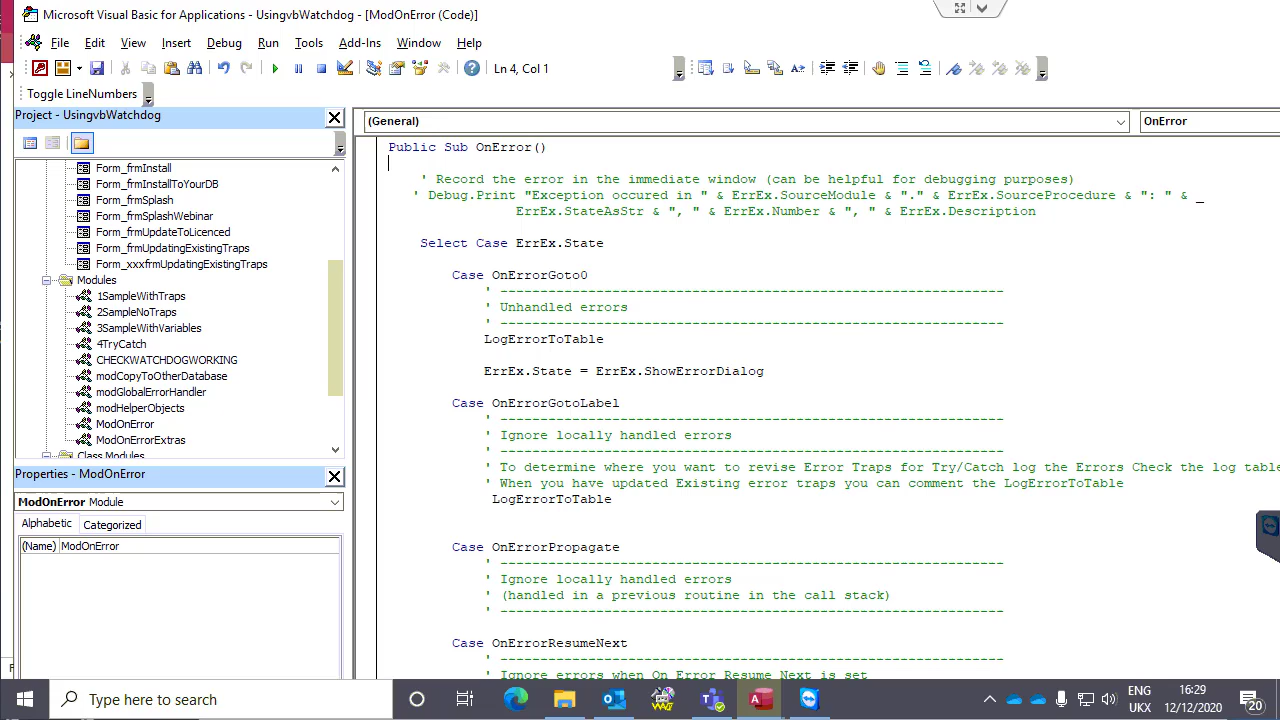 Microsoft Visual Basic for Applications - UsingvbWatchdog - [ModOnError (Code)]
File Edit View Insert Format Debug Run Tools Add-Ins Window Help
Ln 4, Col 1
Toggle LineNumbers
Project - UsingvbWatchdog
Form_frmInstall
Form_frmInstallToYourDB
Form_frmSplash
Form_frmSplashWebinar
Form_frmUpdateToLicenced
Form_frmUpdatingExistingTraps
Form_xxxfrmUpdatingExistingTraps
Modules
1SampleWithTraps
2SampleNoTraps
3SampleWithVariables
4TryCatch
CHECKWATCHDOGWORKING
modCopyToOtherDatabase
modGlobalErrorHandler
modHelperObjects
ModOnError
ModOnErrorExtras
Class Modules
Properties - ModOnError
ModOnError Module
Alphabetic Categorized
(Name) ModOnError
(General) OnError
Public Sub OnError()
' Record the error in the immediate window (can be helpful for debugging purposes)
' Debug.Print "Exception occured in " & ErrEx.SourceModule & "." & ErrEx.SourceProcedure & ": " & _
ErrEx.StateAsStr & ", " & ErrEx.Number & ", " & ErrEx.Description
Select Case ErrEx.State
Case OnErrorGoto0
' ---------------------------------------------------------------
' Unhandled errors
' ---------------------------------------------------------------
LogErrorToTable
ErrEx.State = ErrEx.ShowErrorDialog
Case OnErrorGotoLabel
' ---------------------------------------------------------------
' Ignore locally handled errors
' ---------------------------------------------------------------
' To determine where you want to revise Error Traps for Try/Catch log the Errors Check the log table
' When you have updated Existing error traps you can comment the LogErrorToTable
LogErrorToTable
Case OnErrorPropagate
' ---------------------------------------------------------------
' Ignore locally handled errors
' (handled in a previous routine in the call stack)
' ---------------------------------------------------------------
Case OnErrorResumeNext
' ---------------------------------------------------------------
' Ignore errors when On Error Resume Next is set
Type here to search
ENG
UKX
16:29
12/12/2020
20